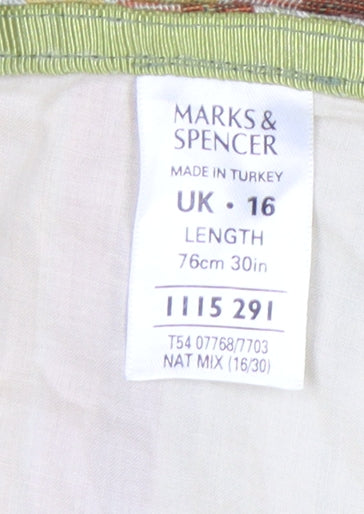 MARKS &
SPENCER
MADE IN TURKEY
UK • 16
LENGTH
76cm 30in
1115 291
T54 07768/7703
NAT MIX (16/30)